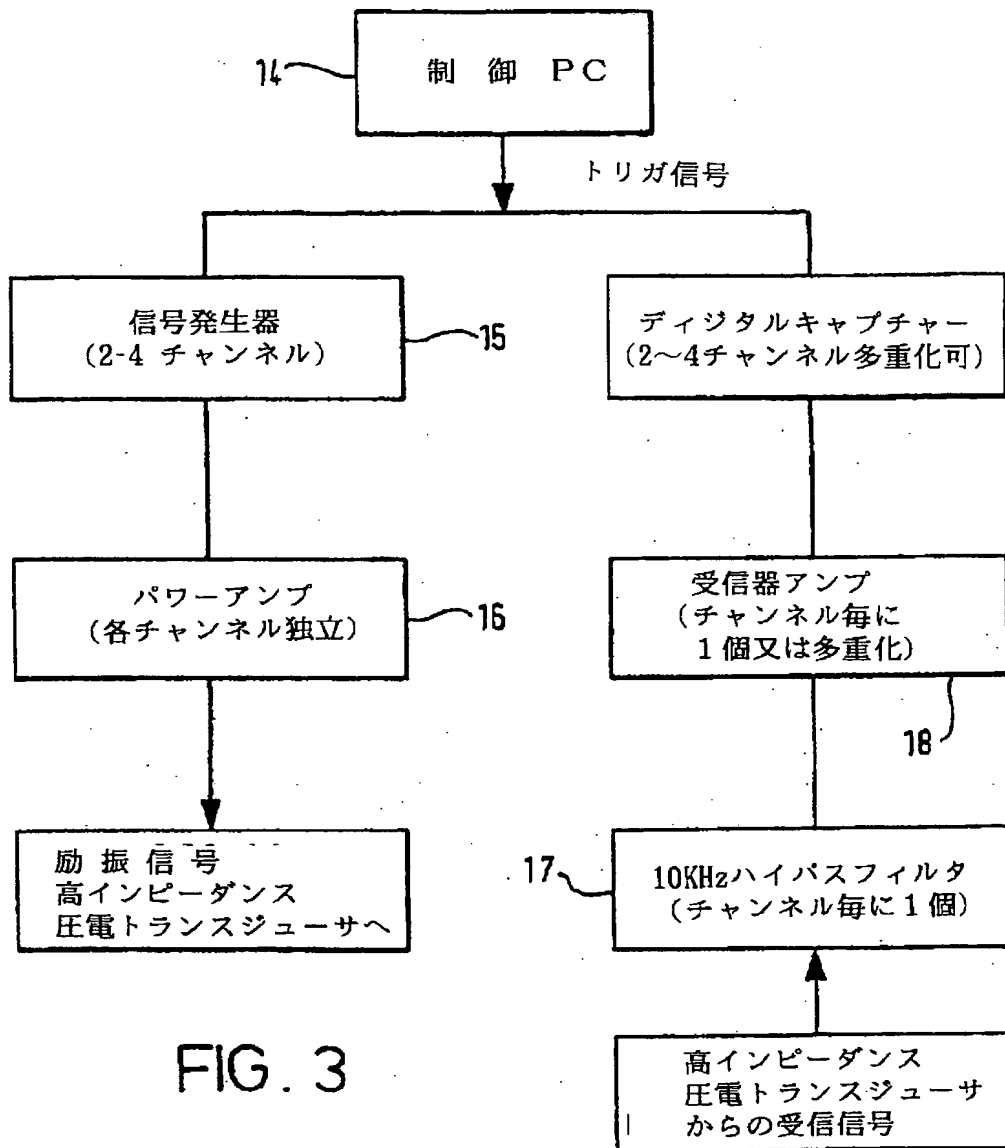 14
制御 PC
トリガ信号
信号発生器
(2-4 チャンネル)
15
ディジタルキャプチャー
(2～4チャンネル多重化可)
パワーアンプ
(各チャンネル独立)
16
受信器アンプ
(チャンネル毎に
1個又は多重化)
18
励振信号
高インピーダンス
圧電トランスジューサへ
17
10KHzハイパスフィルタ
(チャンネル毎に1個)
高インピーダンス
圧電トランスジューサ
からの受信信号
FIG. 3